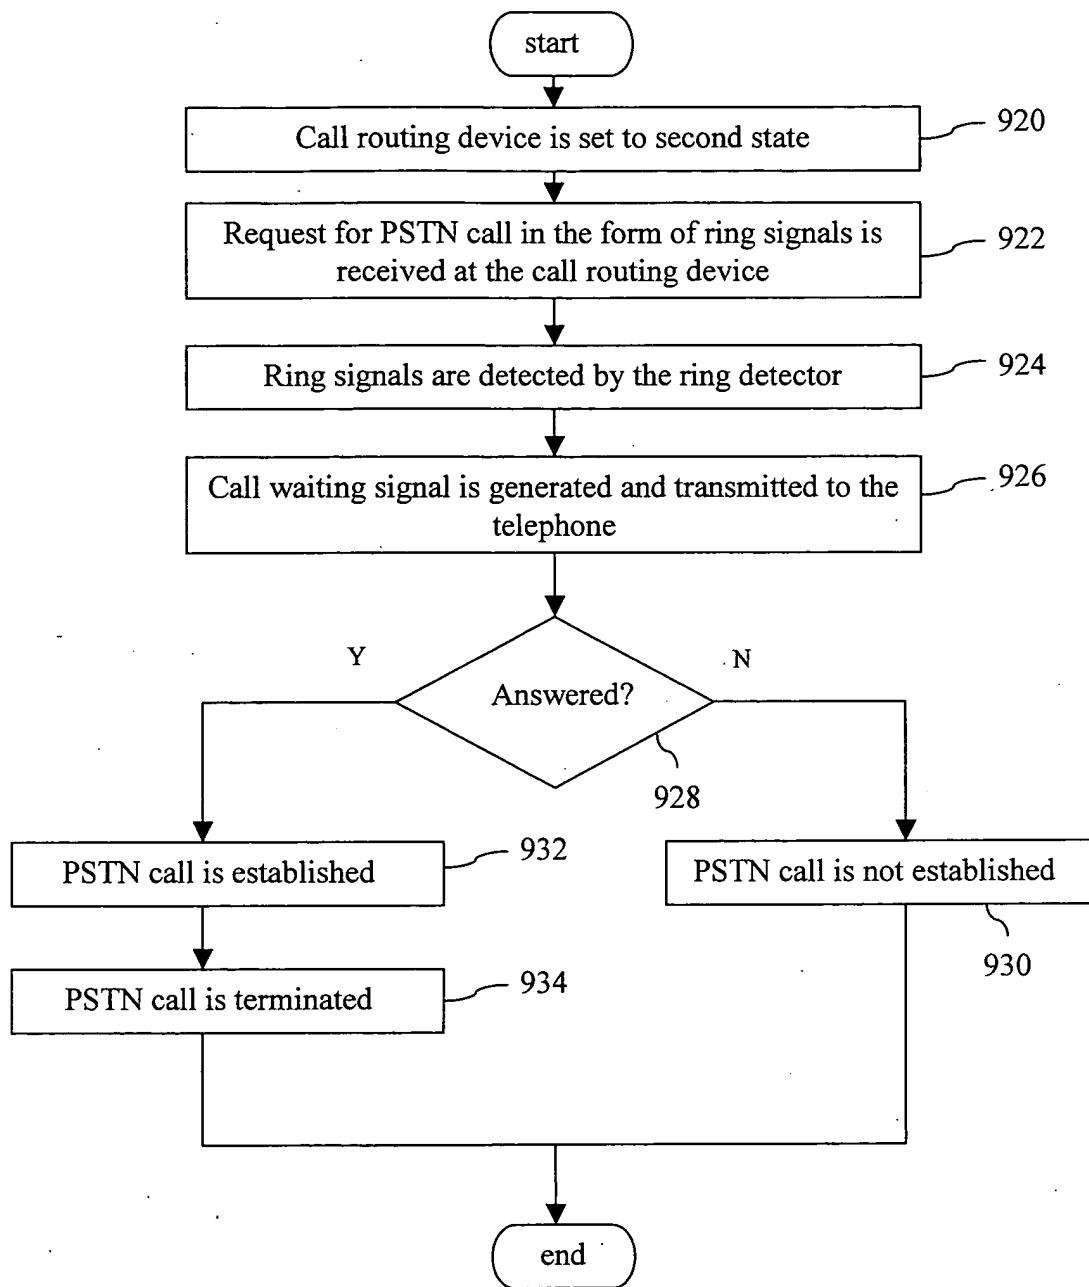 start
Call routing device is set to second state
920
Request for PSTN call in the form of ring signals is
received at the call routing device
922
Ring signals are detected by the ring detector
924
Call waiting signal is generated and transmitted to the
telephone
926
Y
N
Answered?
928
PSTN call is established
932
PSTN call is not established
930
PSTN call is terminated
934
end